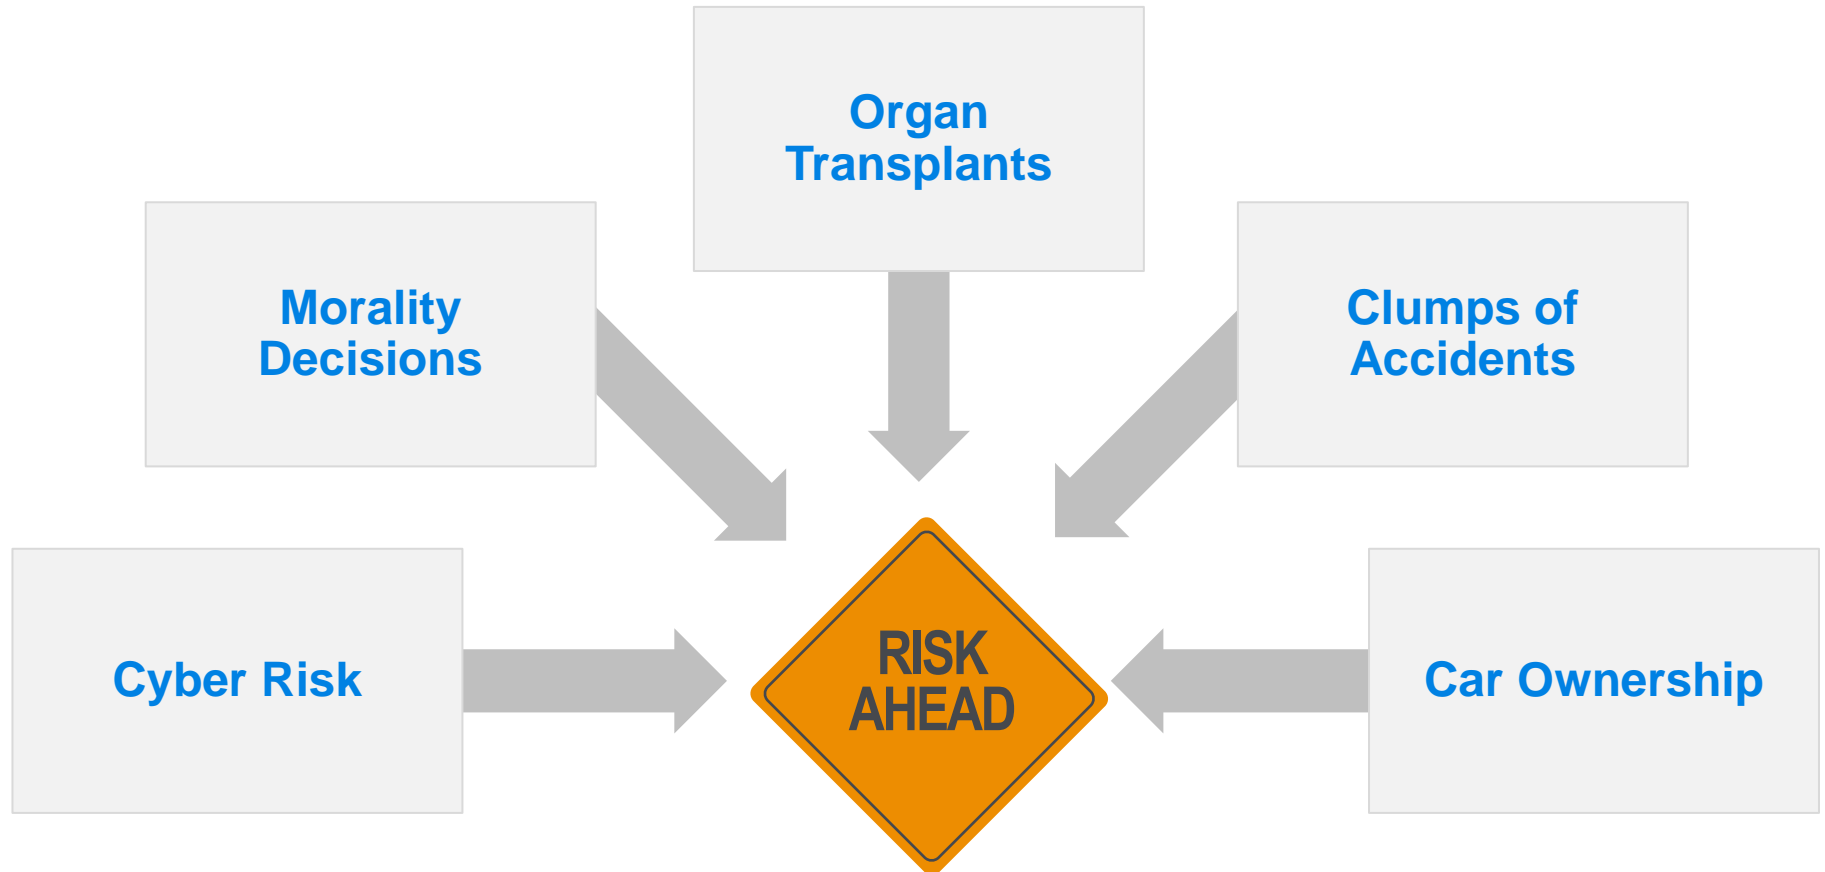 Organ
Transplants
Morality
Decisions
Clumps of
Accidents
Cyber Risk
RISK
AHEAD
Car Ownership